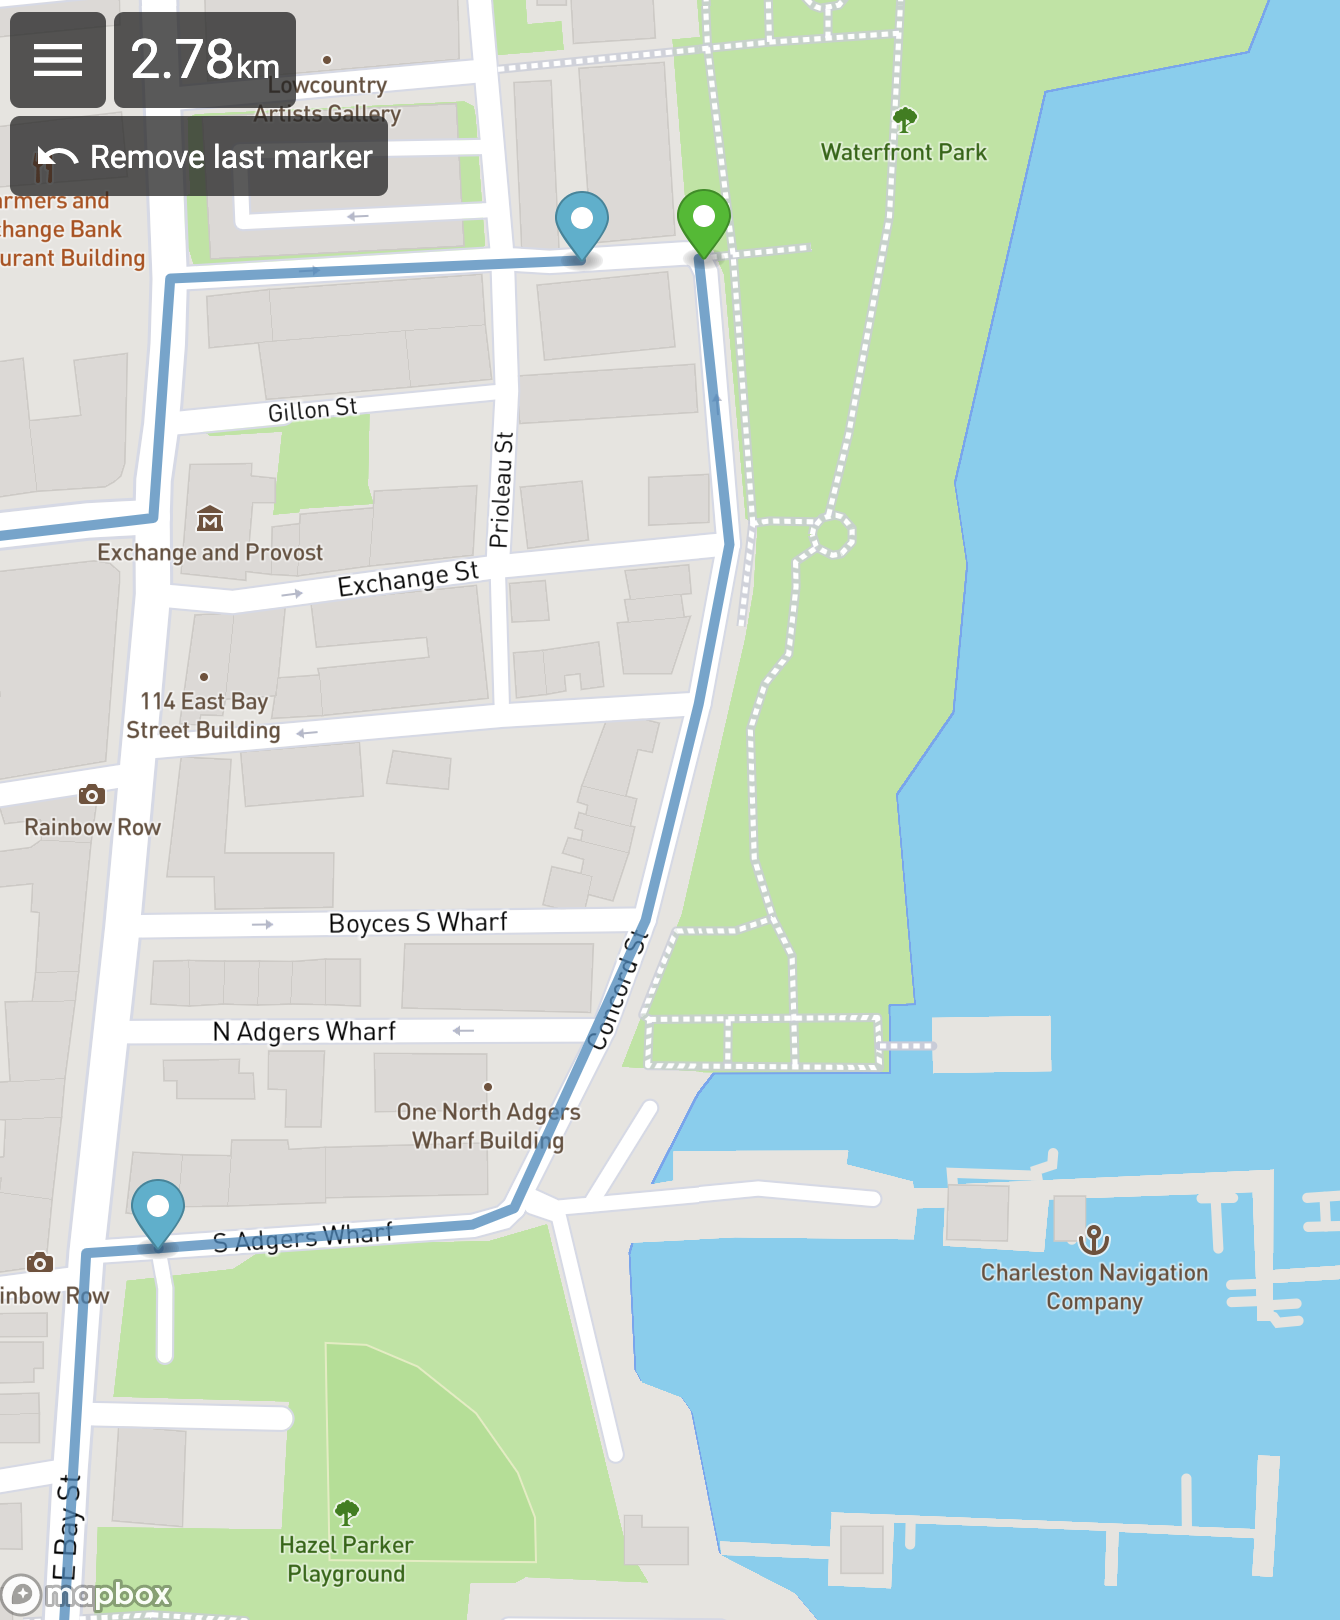 2.78km
Lowcountry
Artists Gallery
Remove last marker
Waterfront Park
armers and
hange Bank
urant Building
Gillon St
Prioleau St
Exchange and Provost
Exchange St
114 East Bay
Street Building
Rainbow Row
Boyces S Wharf
Concord St
N Adgers Wharf
One North Adgers
Wharf Building
S Adgers Wharf
inbow Row
Charleston Navigation
Company
E Bay St
Hazel Parker
Playground
mapbox